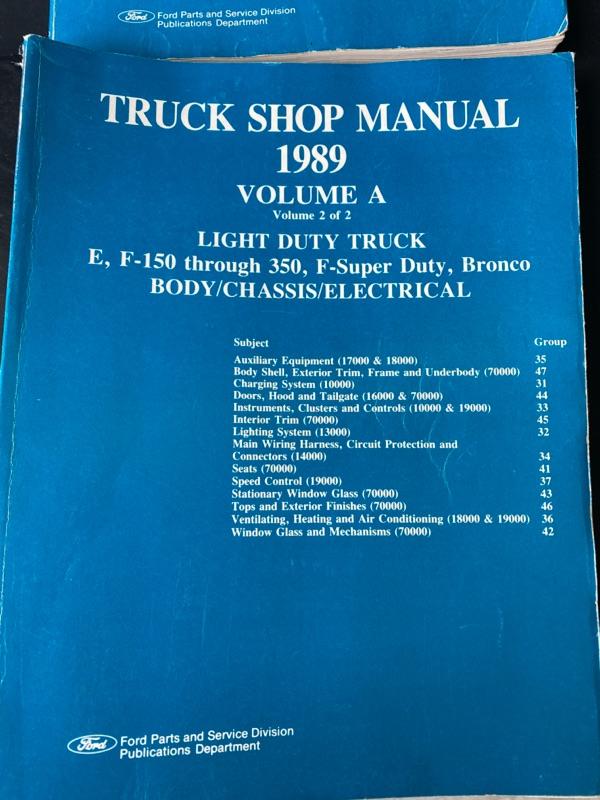 Ford Ford Parts and Service Division
Publications Department
TRUCK SHOP MANUAL
1989
VOLUME A
Volume 2 of 2
LIGHT DUTY TRUCK
E, F-150 through 350, F-Super Duty, Bronco
BODY/CHASSIS/ELECTRICAL
Subject Group
Auxiliary Equipment (17000 & 18000) 35
Body Shell, Exterior Trim, Frame and Underbody (70000) 47
Charging System (10000) 31
Doors, Hood and Tailgate (16000 & 70000) 44
Instruments, Clusters and Controls (10000 & 19000) 33
Interior Trim (70000) 45
Lighting System (13000) 32
Main Wiring Harness, Circuit Protection and
Connectors (14000) 34
Seats (70000) 41
Speed Control (19000) 37
Stationary Window Glass (70000) 43
Tops and Exterior Finishes (70000) 46
Ventilating, Heating and Air Conditioning (18000 & 19000) 36
Window Glass and Mechanisms (70000) 42
Ford Ford Parts and Service Division
Publications Department